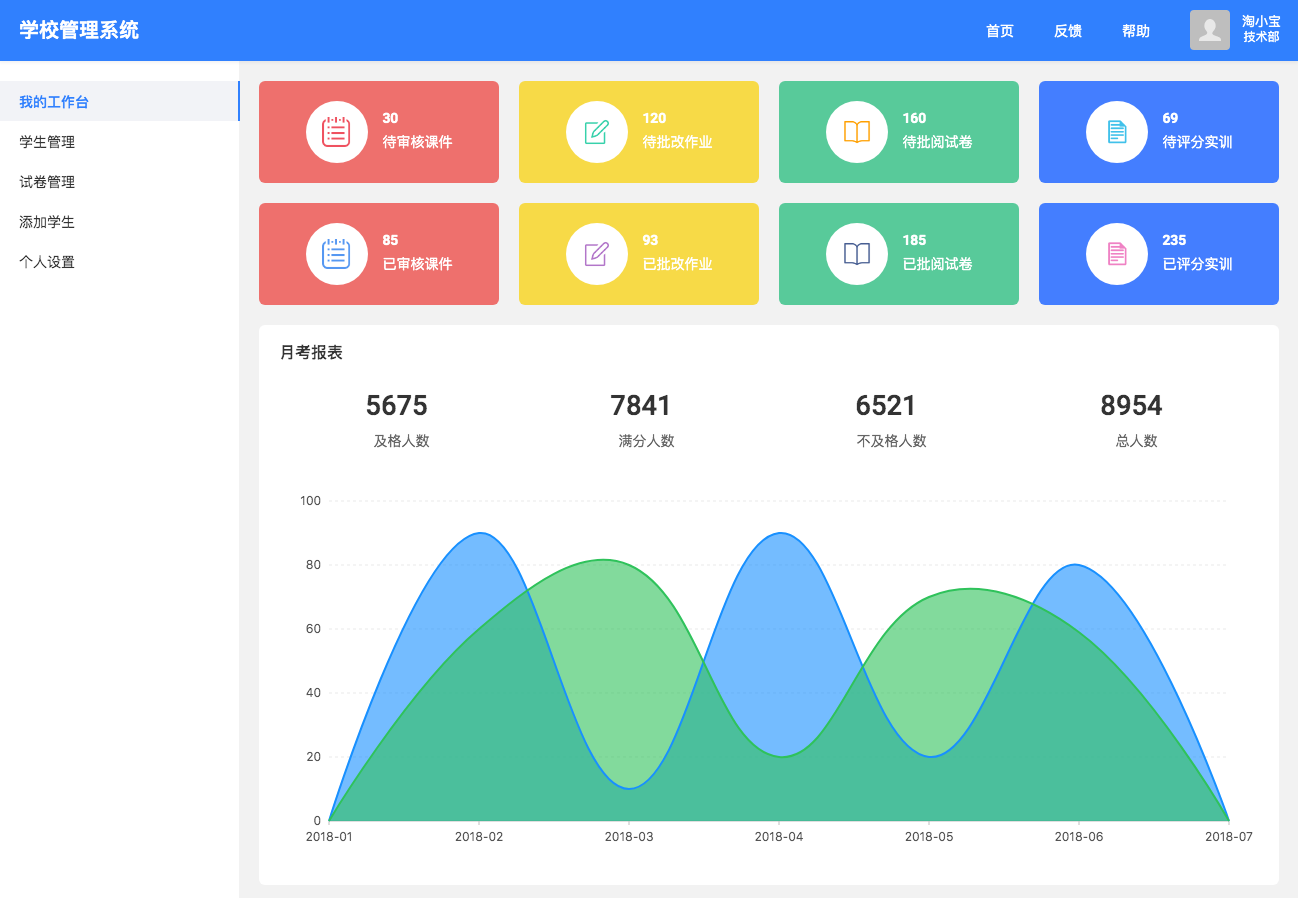 学校管理系统
首页
反馈
帮助
淘小宝
技术部
我的工作台
学生管理
试卷管理
添加学生
个人设置
30
待审核课件
120
待批改作业
160
待批阅试卷
69
待评分实训
85
已审核课件
93
已批改作业
185
已批阅试卷
235
已评分实训
月考报表
5675
及格人数
7841
满分人数
6521
不及格人数
8954
总人数
100
80
60
40
20
0
2018-01
2018-02
2018-03
2018-04
2018-05
2018-06
2018-07